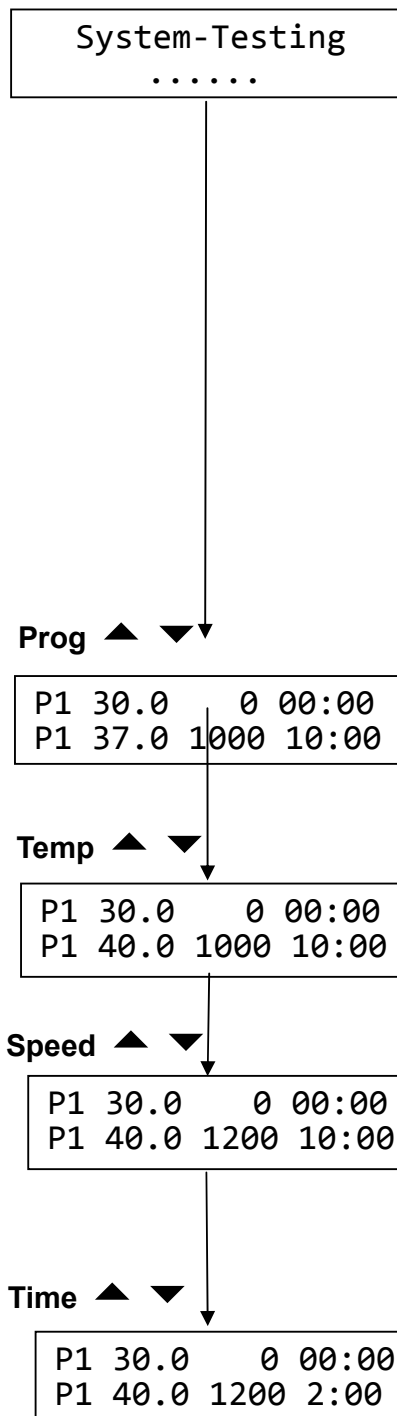 System-Testing
......
Prog ▲ ▼
P1 30.0 0 00:00
P1 37.0 1000 10:00
Temp ▲ ▼
P1 30.0 0 00:00
P1 40.0 1000 10:00
Speed ▲ ▼
P1 30.0 0 00:00
P1 40.0 1200 10:00
Time ▲ ▼
P1 30.0 0 00:00
P1 40.0 1200 2:00